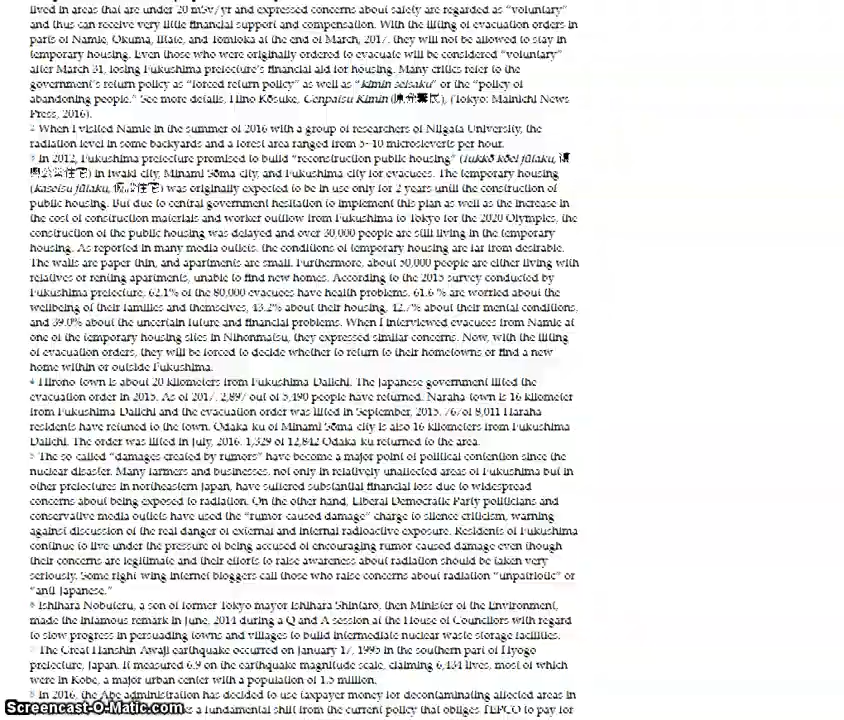 lived in areas that are under 20 mSv/yr and expressed concerns about safety are regarded as "voluntary"
and thus can receive very little financial support and compensation. With the lifting of evacuation orders in
parts of Namie, Okuma, Iitate, and Tomioka at the end of March, 2017, they will not be allowed to stay in
temporary housing. Even those who were originally ordered to evacuate will be considered "voluntary"
after March 31, losing Fukushima prefecture's financial aid for housing. Many critics refer to the
government's return policy as "forced return policy" as well as "kimin seisaku" or the "policy of
abandoning people." See more details, Hino Kōsuke, Genpatsu Kimin (棄民), (Tokyo: Mainichi News
Press, 2016).
2 When I visited Namie in the summer of 2016 with a group of researchers of Niigata University, the
radiation level in some backyards and a forest area ranged from 5~10 microsieverts per hour.
3 In 2012, Fukushima prefecture promised to build "reconstruction public housing" (fukkō kōei jūtaku, 復
興公営住宅) in Iwaki city, Minami Sōma city, and Fukushima city for evacuees. The temporary housing
(kasetsu jūtaku, 仮設住宅) was originally expected to be in use only for 2 years until the construction of
public housing. But due to central government hesitation to implement this plan as well as the increase in
the cost of construction materials and worker outflow from Fukushima to Tokyo for the 2020 Olympics, the
construction of the public housing was delayed and over 30,000 people are still living in the temporary
housing. As reported in many media outlets, the conditions of temporary housing are far from desirable.
The walls are paper thin, and apartments are small. Furthermore, about 50,000 people are either living with
relatives or renting apartments, unable to find new homes. According to the 2015 survey conducted by
Fukushima prefecture, 62.1% of the 80,000 evacuees have health problems. 61.6 % are worried about the
wellbeing of their families and themselves, 43.2% about their housing, 42.7% about their mental conditions,
and 39.0% about the uncertain future and financial problems. When I interviewed evacuees from Namie at
one of the temporary housing sites in Nihonmatsu, they expressed similar concerns. Now, with the lifting
of evacuation orders, they will be forced to decide whether to return to their hometowns or find a new
home within or outside Fukushima.
4 Hirono town is about 20 kilometers from Fukushima Daiichi. The Japanese government lifted the
evacuation order in 2015. As of 2017, 2,897 out of 5,490 people have returned. Naraha town is 16 kilometer
from Fukushima Daiichi and the evacuation order was lifted in September, 2015. 767of 8,011 Haraha
residents have retuned to the town. Odaka-ku of Minami Sōma city is also 16 kilometers from Fukushima
Daiichi. The order was lifted in July, 2016. 1,329 of 12,842 Odaka-ku returned to the area.
5 The so-called "damages created by rumors" have become a major point of political contention since the
nuclear disaster. Many farmers and businesses, not only in relatively unaffected areas of Fukushima but in
other prefectures in northeastern Japan, have suffered substantial financial loss due to widespread
concerns about being exposed to radiation. On the other hand, Liberal Democratic Party politicians and
conservative media outlets have used the "rumor-caused damage" charge to silence criticism, warning
against discussion of the real danger of external and internal radioactive exposure. Residents of Fukushima
continue to live under the pressure of being accused of encouraging rumor-caused damage even though
their concerns are legitimate and their efforts to raise awareness about radiation should be taken very
seriously. Some right-wing internet bloggers call those who raise concerns about radiation "unpatriotic" or
"anti-Japanese."
6 Ishihara Nobuteru, a son of former Tokyo mayor Ishihara Shintaro, then Minister of the Environment,
made the infamous remark in June, 2014 during a Q and A session at the House of Councilors with regard
to slow progress in persuading towns and villages to build intermediate nuclear waste storage facilities.
7 The Great Hanshin-Awaji earthquake occurred on January 17, 1995 in the southern part of Hyogo
prefecture, Japan. It measured 6.9 on the earthquake magnitude scale, claiming 6,434 lives, most of which
were in Kobe, a major urban center with a population of 1.5 million.
8 In 2016, the Abe administration has decided to use taxpayer money for decontaminating affected areas in
s a fundamental shift from the current policy that obliges TEPCO to pay for
Screencast-O-Matic.com